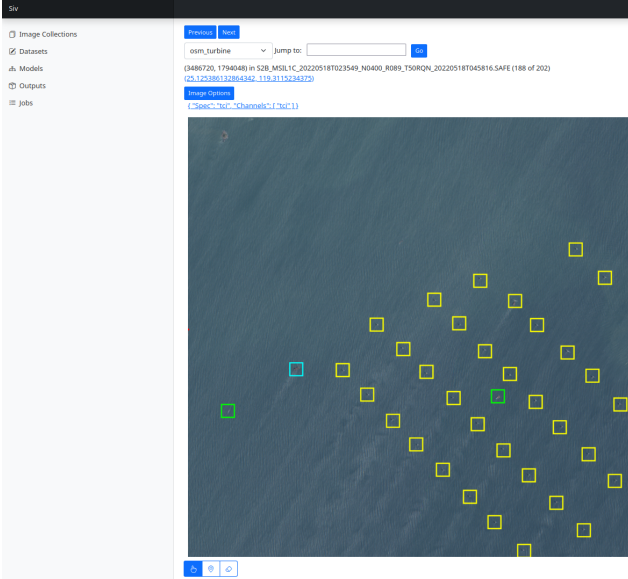 Siv
Image Collections
Datasets
Models
Outputs
Jobs
Previous Next
osm_turbine Jump to: Go
(3486720, 1794048) in S2B_MSIL1C_20220518T023549_N0400_R089_T50RQN_20220518T045816.SAFE (188 of 202)
(25.125386132864342, 119.3115234375)
Image Options
{ "Spec": "tci", "Channels": [ "tci" ] }